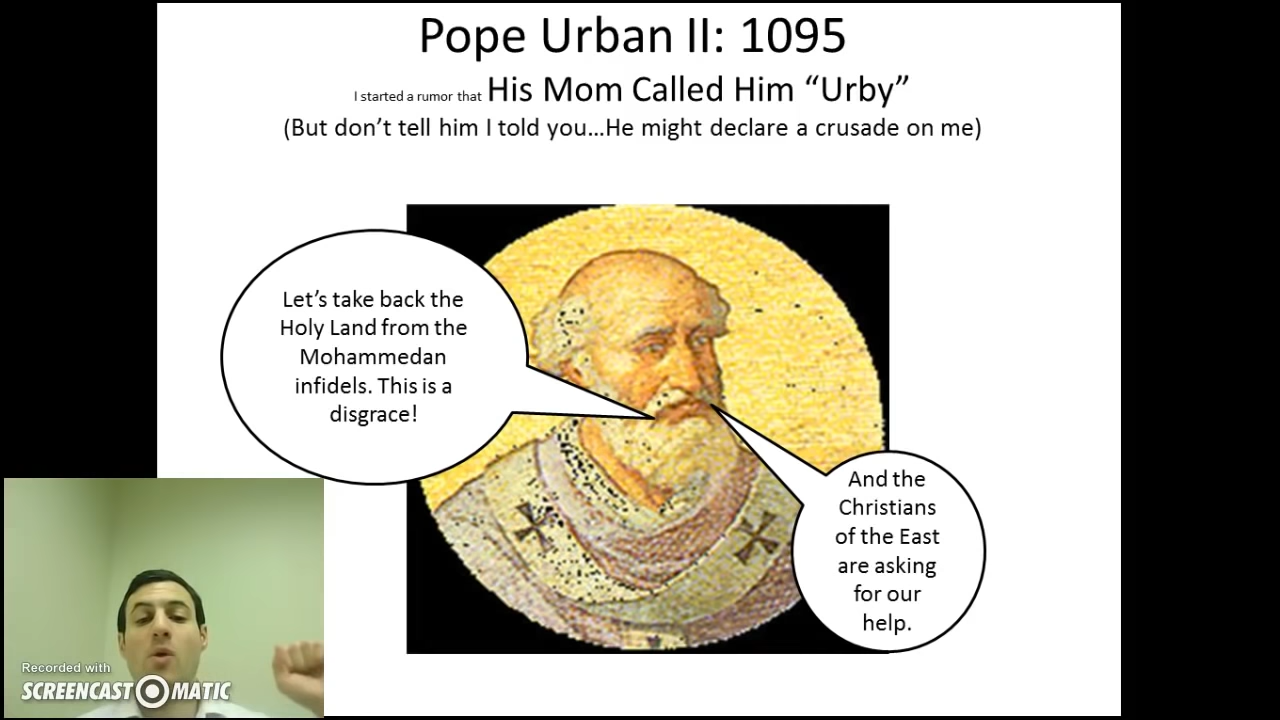 Pope Urban II: 1095
I started a rumor that His Mom Called Him “Urby”
(But don’t tell him I told you...He might declare a crusade on me)
Let’s take back the
Holy Land from the
Mohammedan
infidels. This is a
disgrace!
And the
Christians
of the East
are asking
for our
help.
Recorded with
SCREENCAST MATIC